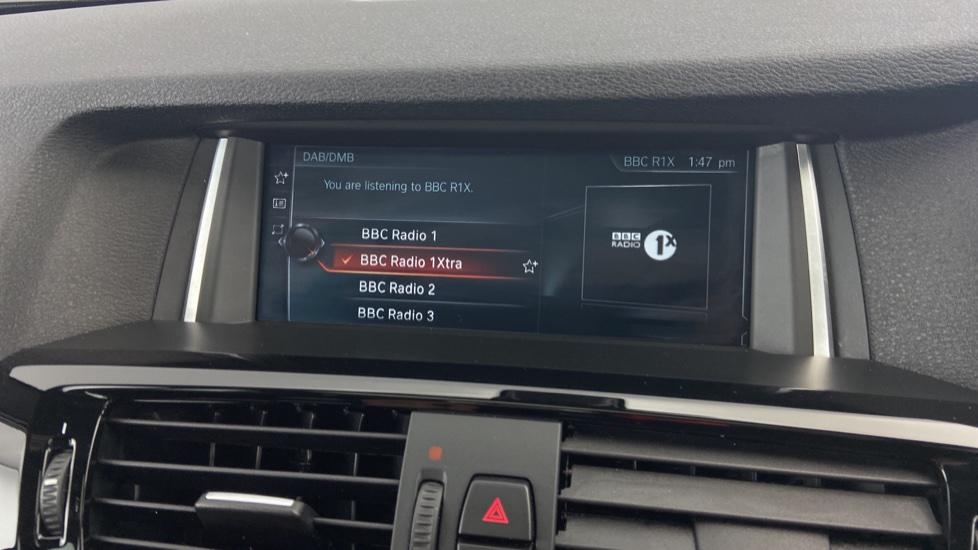 DAB/DMB
BBC R1X 1:47 pm
You are listening to BBC R1X.
BBC Radio 1
BBC Radio 1Xtra
BBC Radio 2
BBC Radio 3
BBC
RADIO 1X